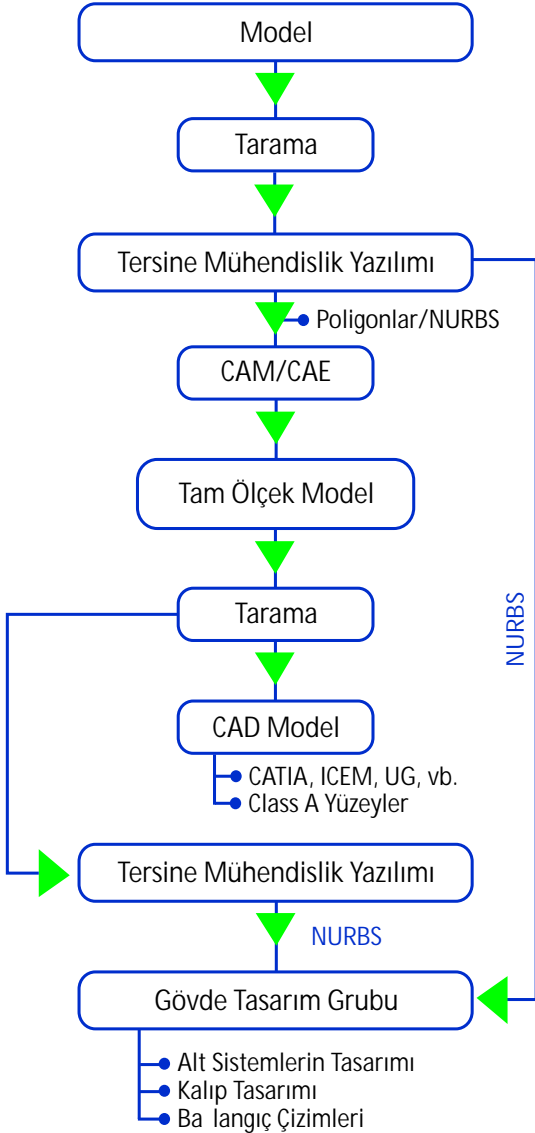 Model
Tarama
Tersine Mühendislik Yazılımı
Poligonlar/NURBS
CAM/CAE
Tam Ölçek Model
Tarama
NURBS
CAD Model
CATIA, ICEM, UG, vb.
Class A Yüzeyler
Tersine Mühendislik Yazılımı
NURBS
Gövde Tasarım Grubu
Alt Sistemlerin Tasarımı
Kalıp Tasarımı
Ba langıç Çizimleri